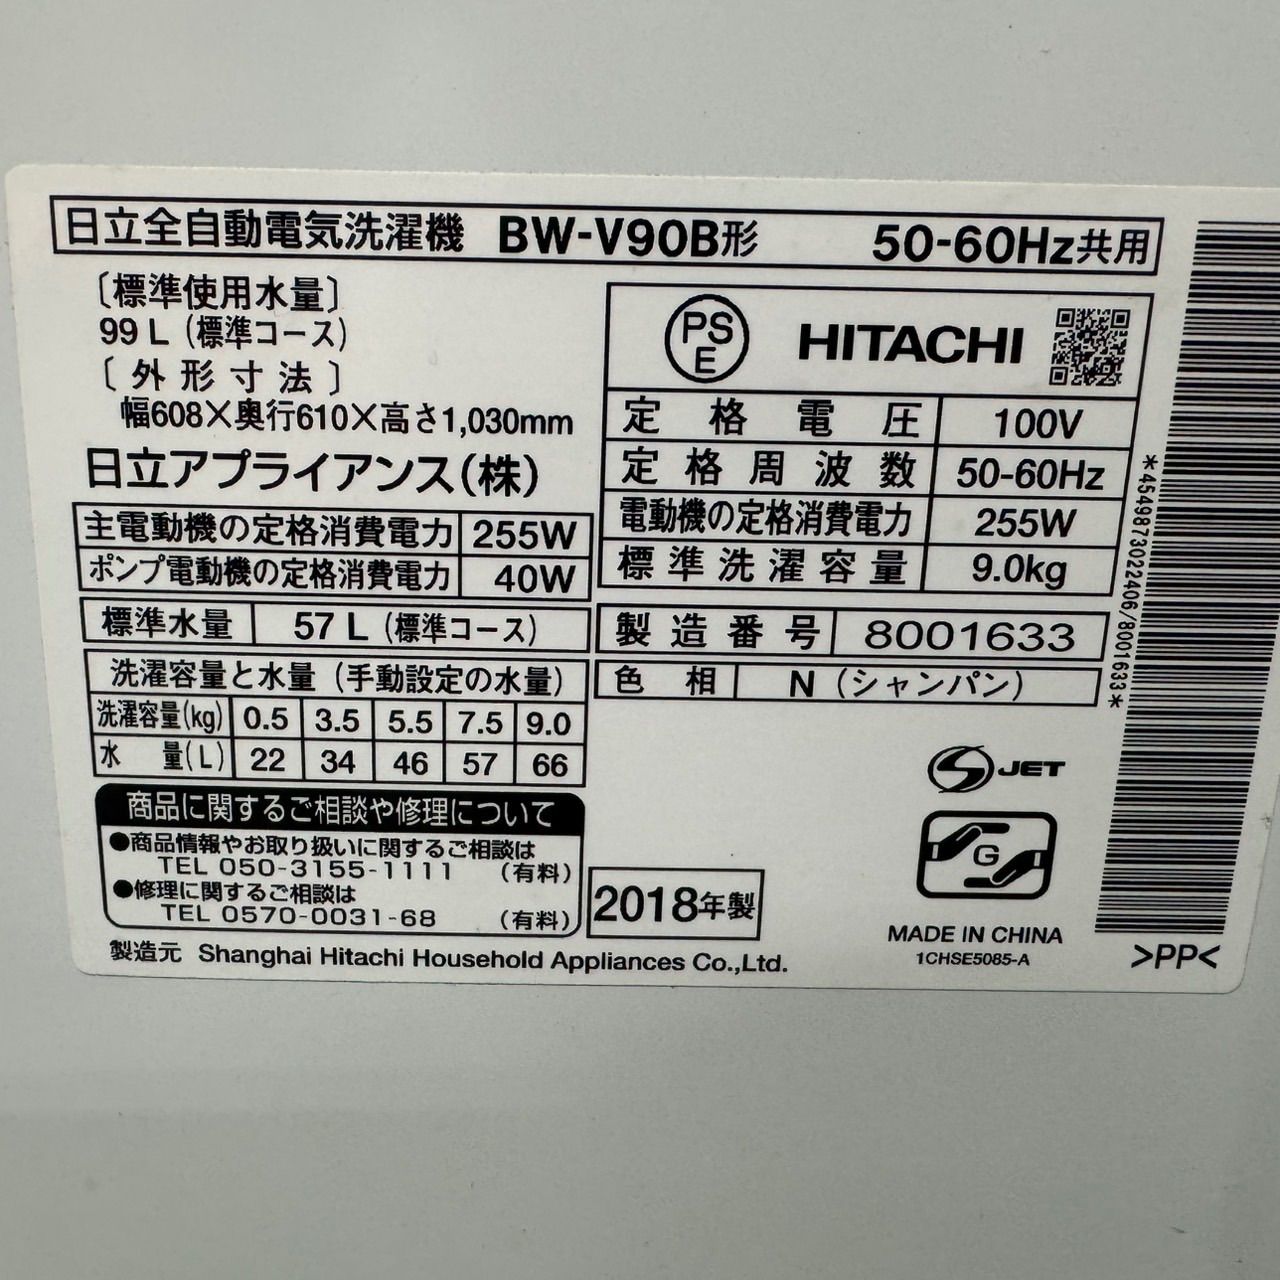 日立全自動電気洗濯機 BW-V90B形 50-60Hz共用
〔標準使用水量〕
99 L (標準コース)
〔外形寸法〕
幅608×奥行610×高さ1,030mm
日立アプライアンス(株)
主電動機の定格消費電力 255W
ポンプ電動機の定格消費電力 40W
標準水量 57 L (標準コース)
洗濯容量と水量 (手動設定の水量)
洗濯容量(kg) 0.5 3.5 5.5 7.5 9.0
水量(L) 22 34 46 57 66
商品に関するご相談や修理について
●商品情報やお取り扱いに関するご相談は
TEL 050-3155-1111 (有料)
●修理に関するご相談は
TEL 0570-0031-68 (有料)
製造元 Shanghai Hitachi Household Appliances Co.,Ltd.
PS
E
HITACHI
定格電圧 100V
定格周波数 50-60Hz
電動機の定格消費電力 255W
標準洗濯容量 9.0kg
製造番号 8001633
色相 N (シャンパン)
S JET
G
2018年製
MADE IN CHINA
1CHSE5085-A
*4549873022406/8001633*
>PP<